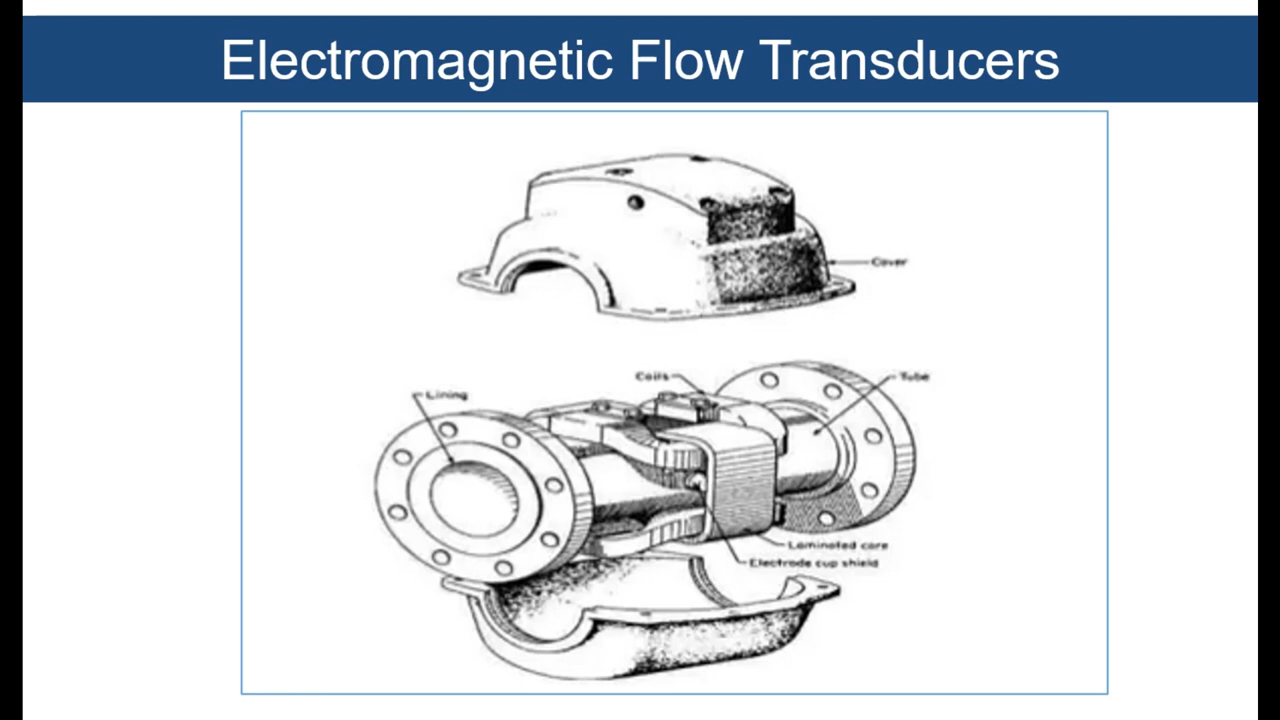 Electromagnetic Flow Transducers
Cover
Coils
Tube
Lining
Laminated core
Electrode cup shield